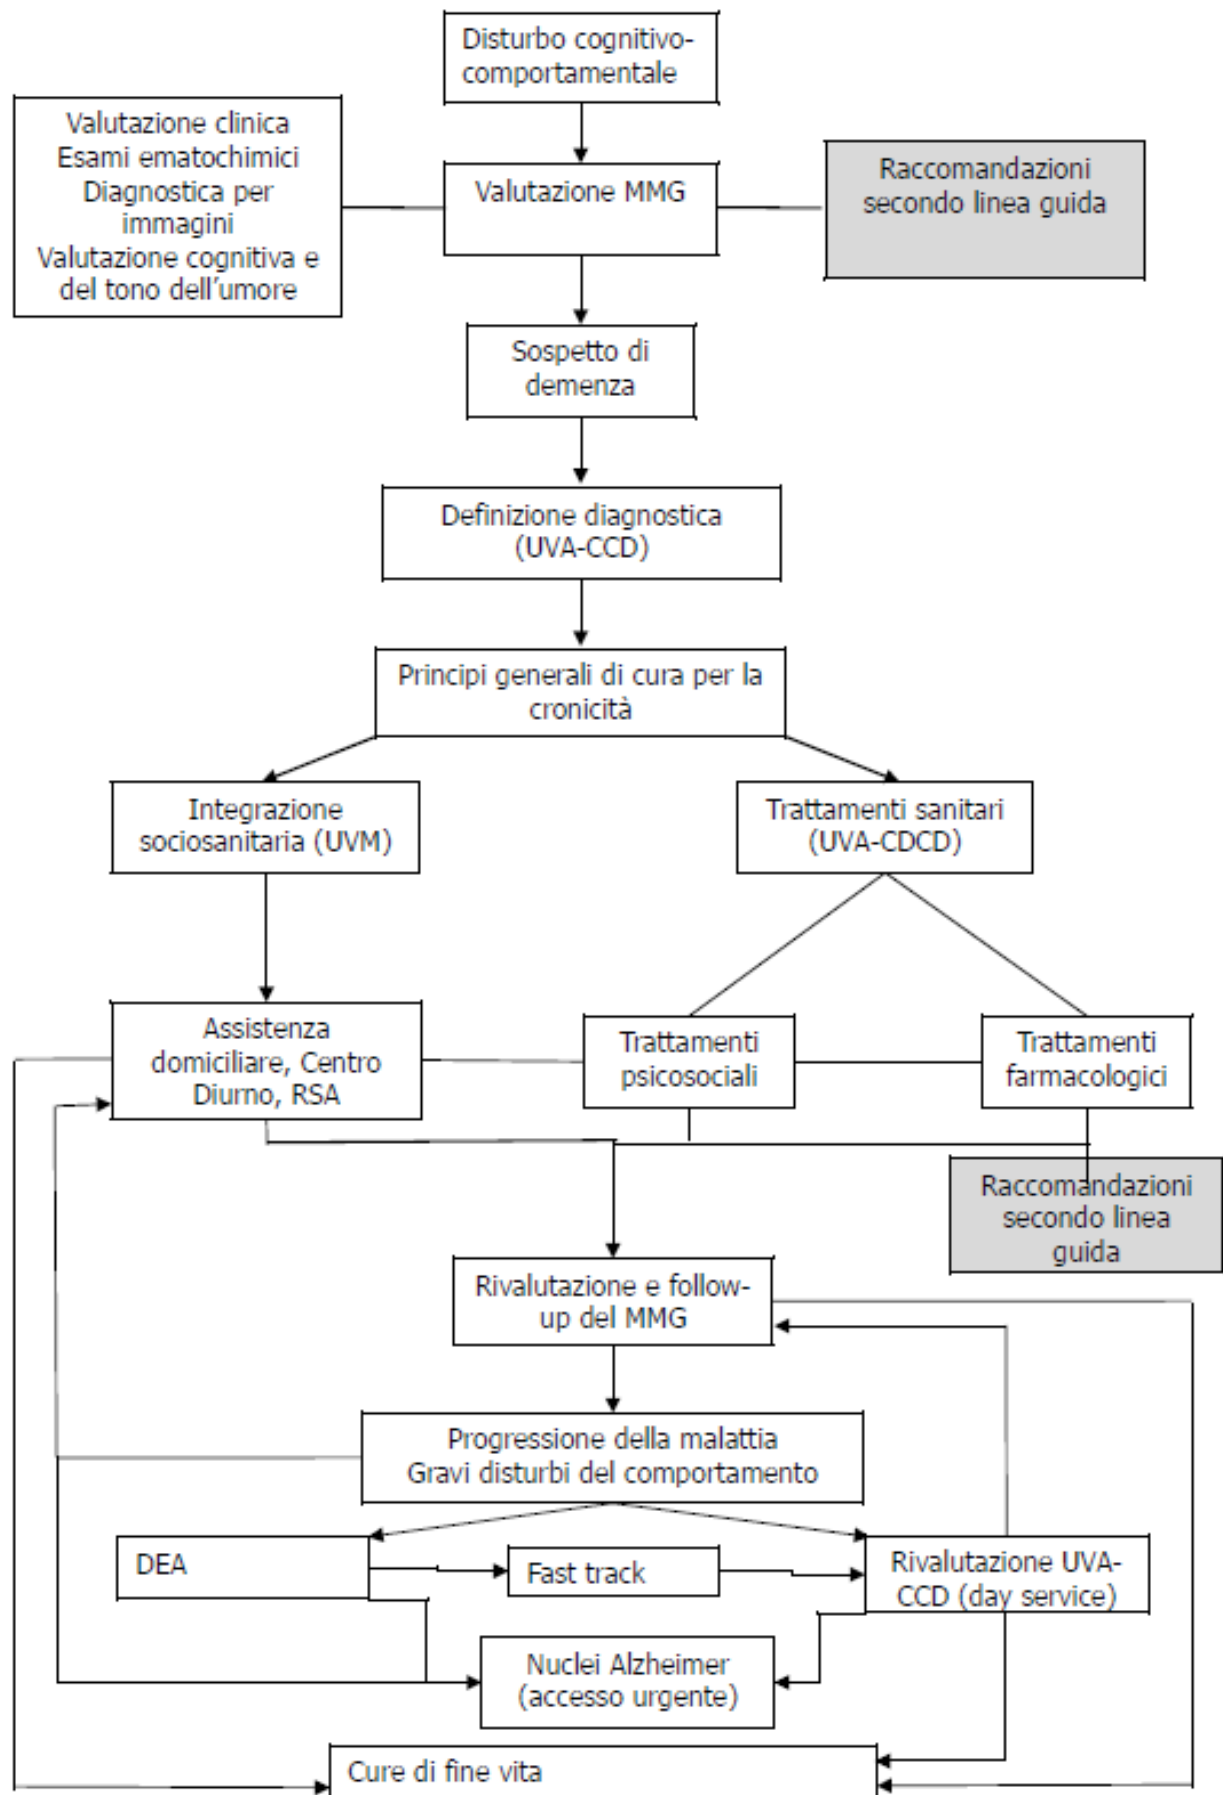 Disturbo cognitivo-
comportamentale
Valutazione clinica
Esami ematochimici
Diagnostica per
immagini
Valutazione cognitiva e
del tono dell'umore
Valutazione MMG
Raccomandazioni
secondo linea guida
Sospetto di
demenza
Definizione diagnostica
(UVA-CCD)
Principi generali di cura per la
cronicità
Integrazione
sociosanitaria (UVM)
Trattamenti sanitari
(UVA-CDCD)
Assistenza
domiciliare, Centro
Diurno, RSA
Trattamenti
psicosociali
Trattamenti
farmacologici
Raccomandazioni
secondo linea
guida
Rivalutazione e follow-
up del MMG
Progressione della malattia
Gravi disturbi del comportamento
DEA
Fast track
Rivalutazione UVA-
CCD (day service)
Nuclei Alzheimer
(accesso urgente)
Cure di fine vita